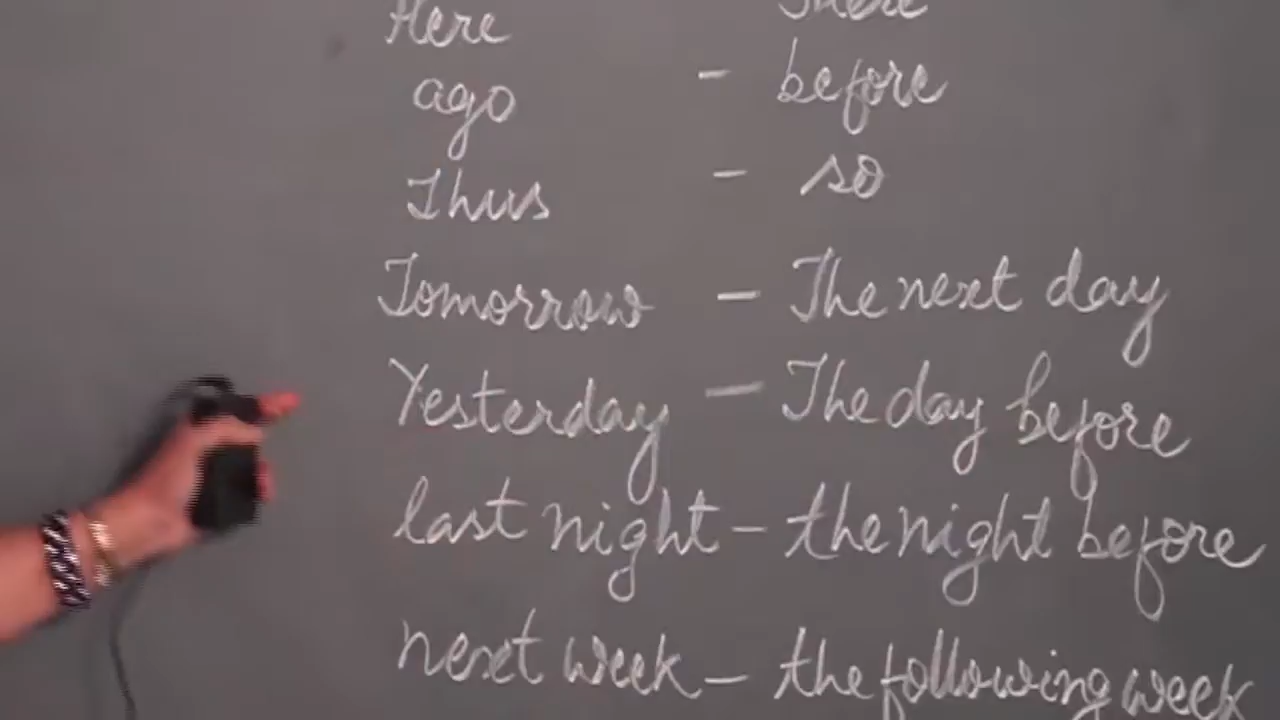 Here There
ago - before
Thus - so
Tomorrow - The next day
Yesterday - The day before
last night - the night before
next week - the following week